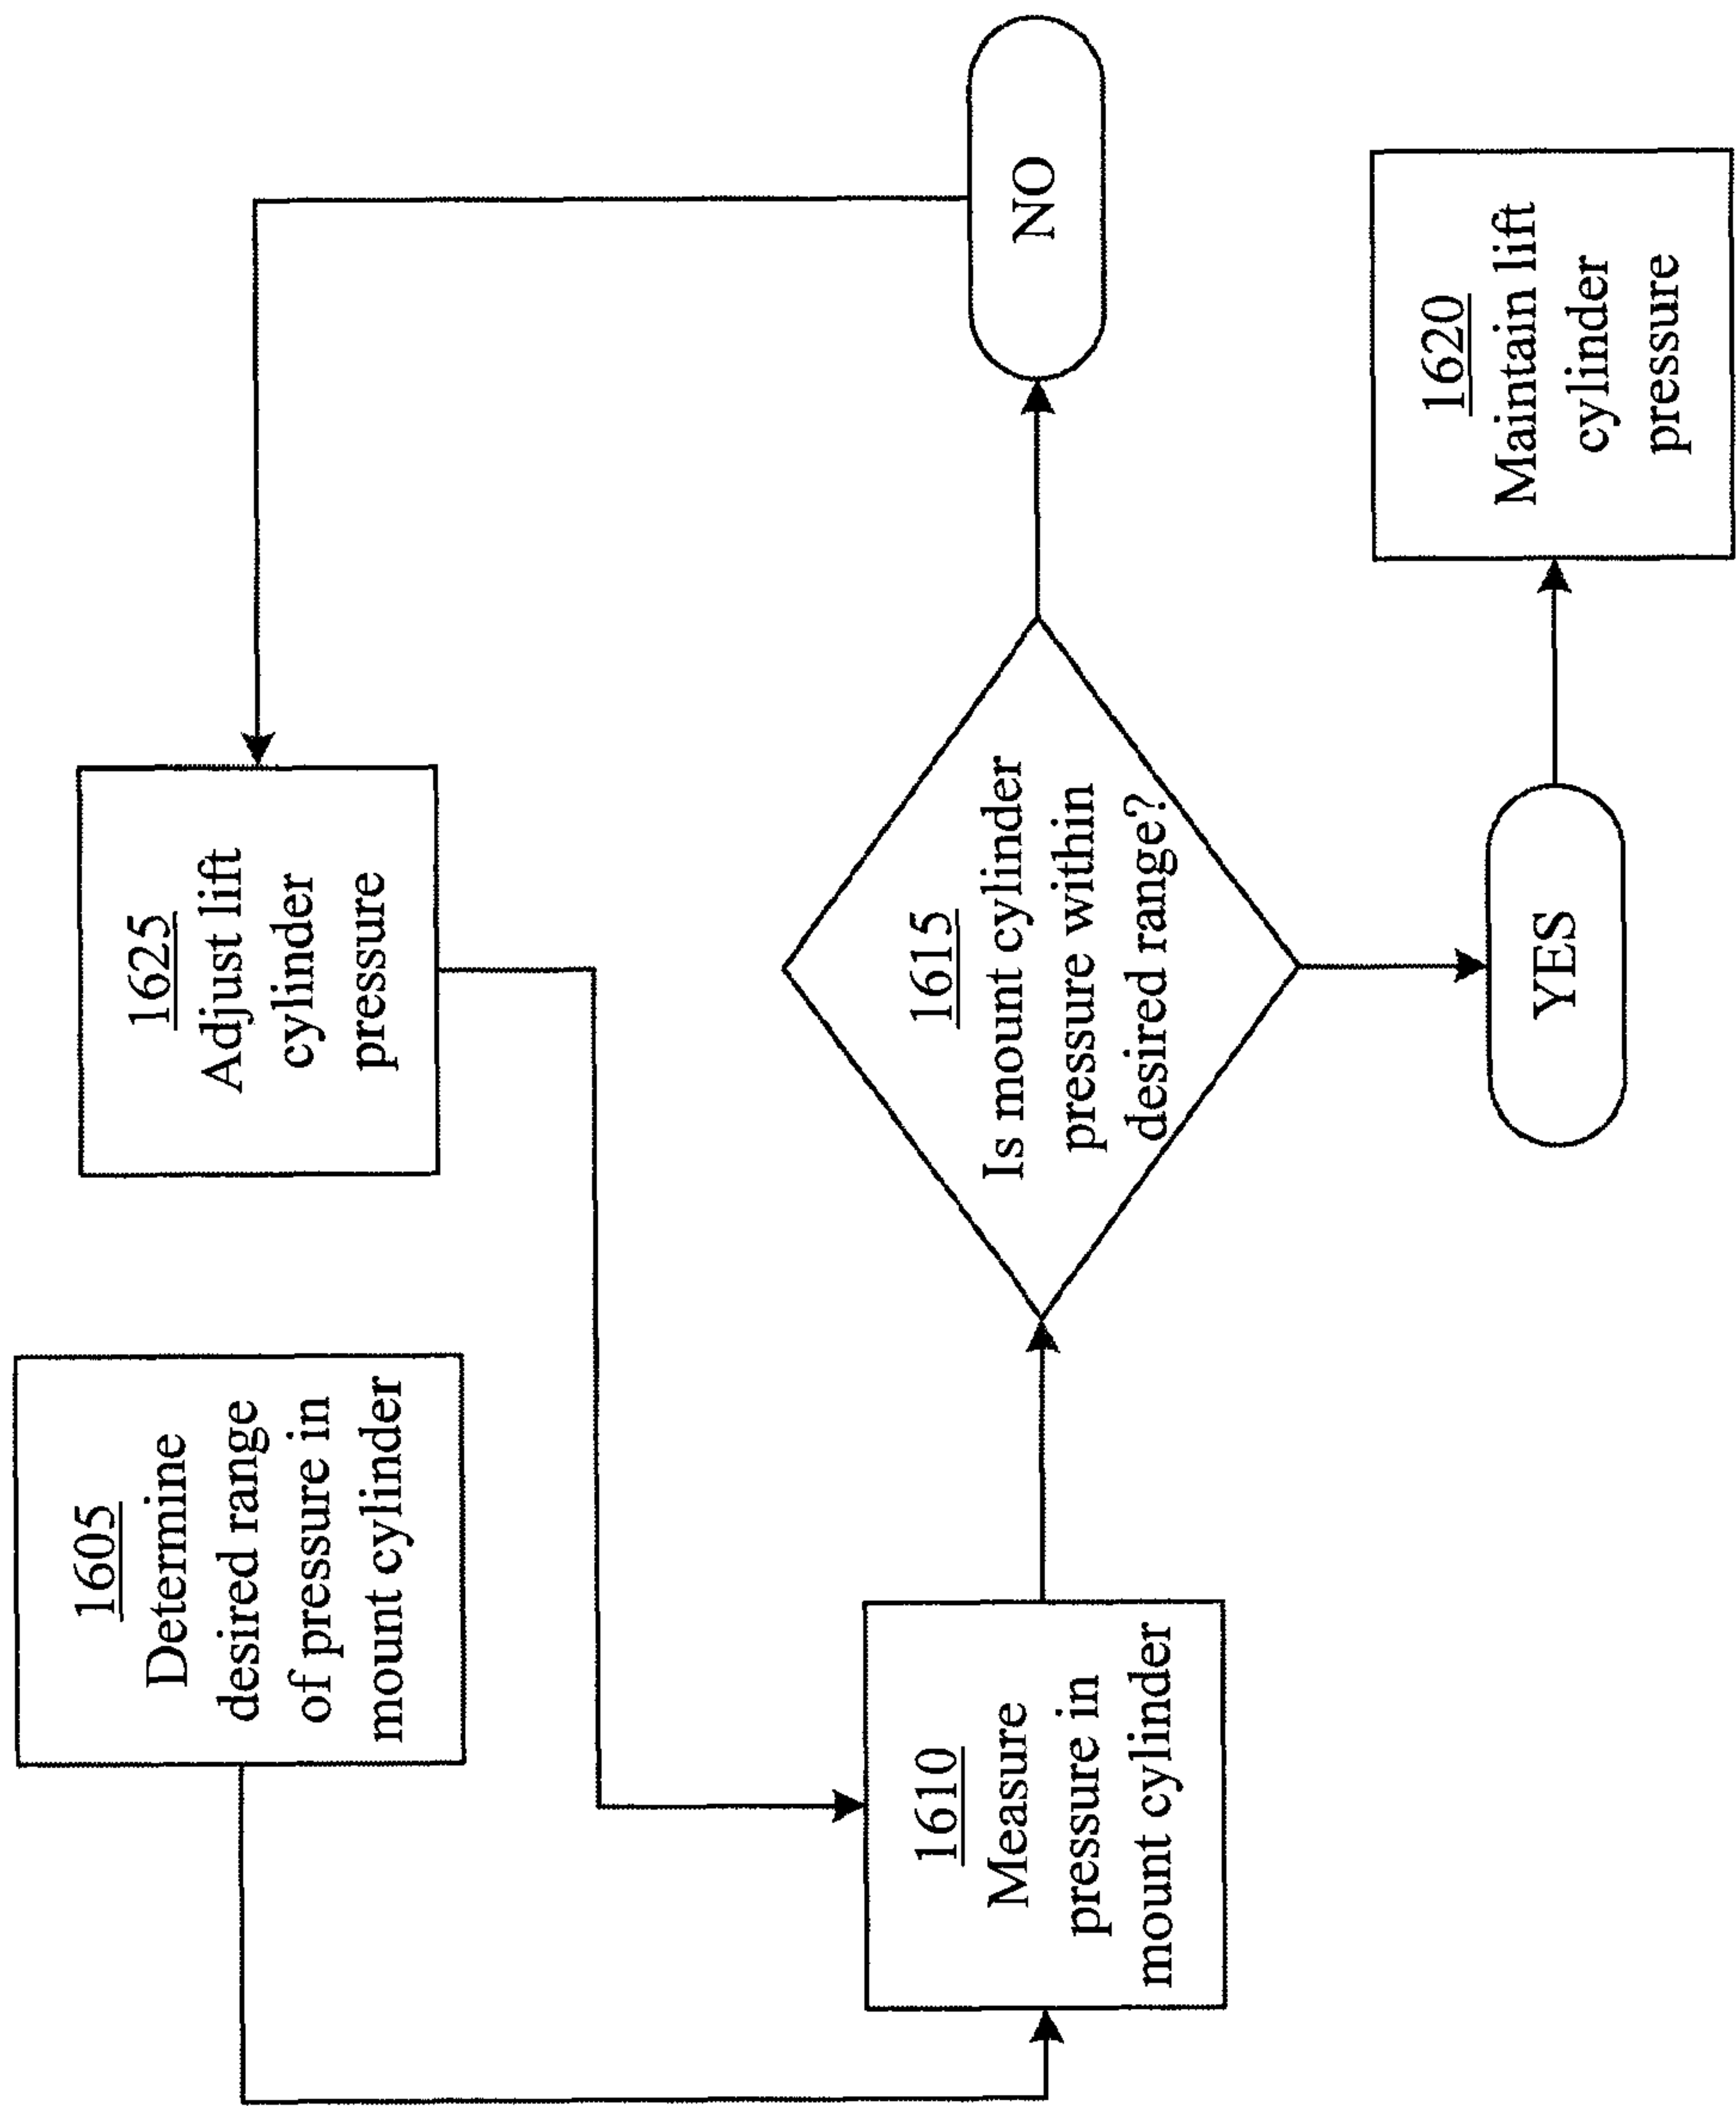 1605
Determine
desired range
of pressure in
mount cylinder
1610
Measure
pressure in
mount cylinder
1615
Is mount cylinder
pressure within
desired range?
NO
1625
Adjust lift
cylinder
pressure
YES
1620
Maintain lift
cylinder
pressure